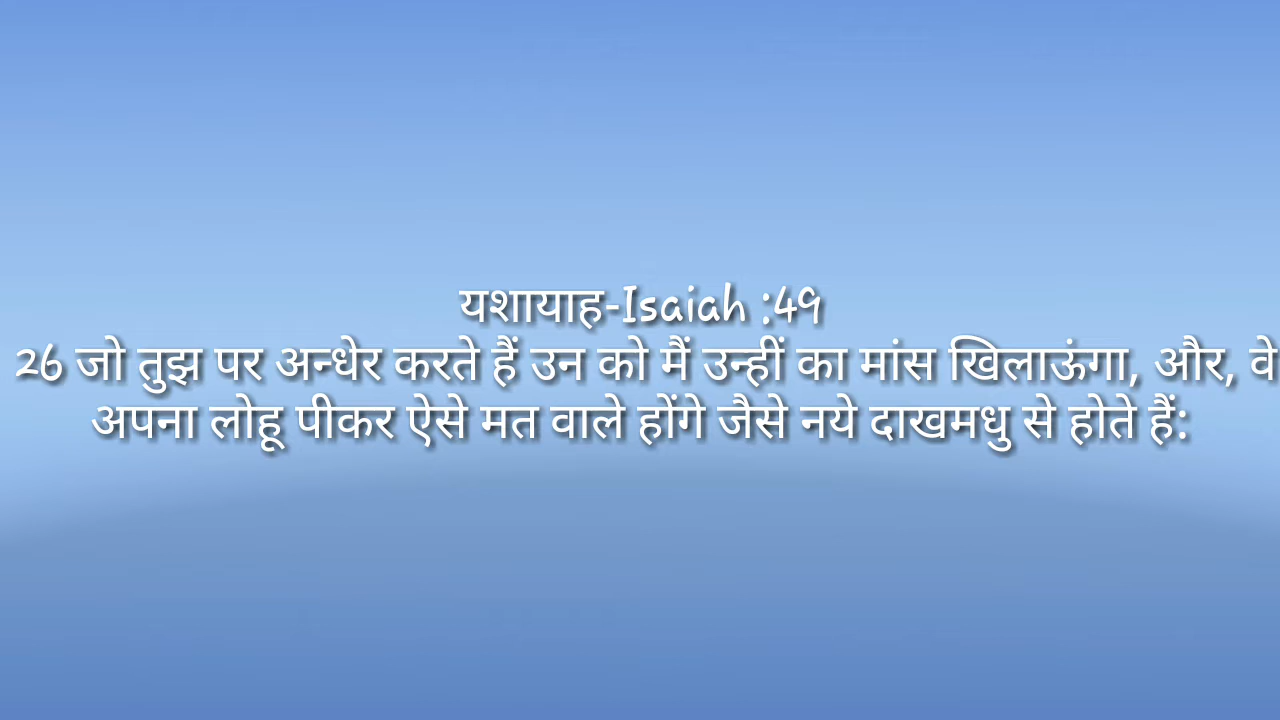 यशायाह-Isaiah :49
26 जो तुझ पर अन्धेर करते हैं उन को मैं उन्हीं का मांस खिलाऊंगा, और, वे
अपना लोहू पीकर ऐसे मत वाले होंगे जैसे नये दाखमधु से होते हैं: